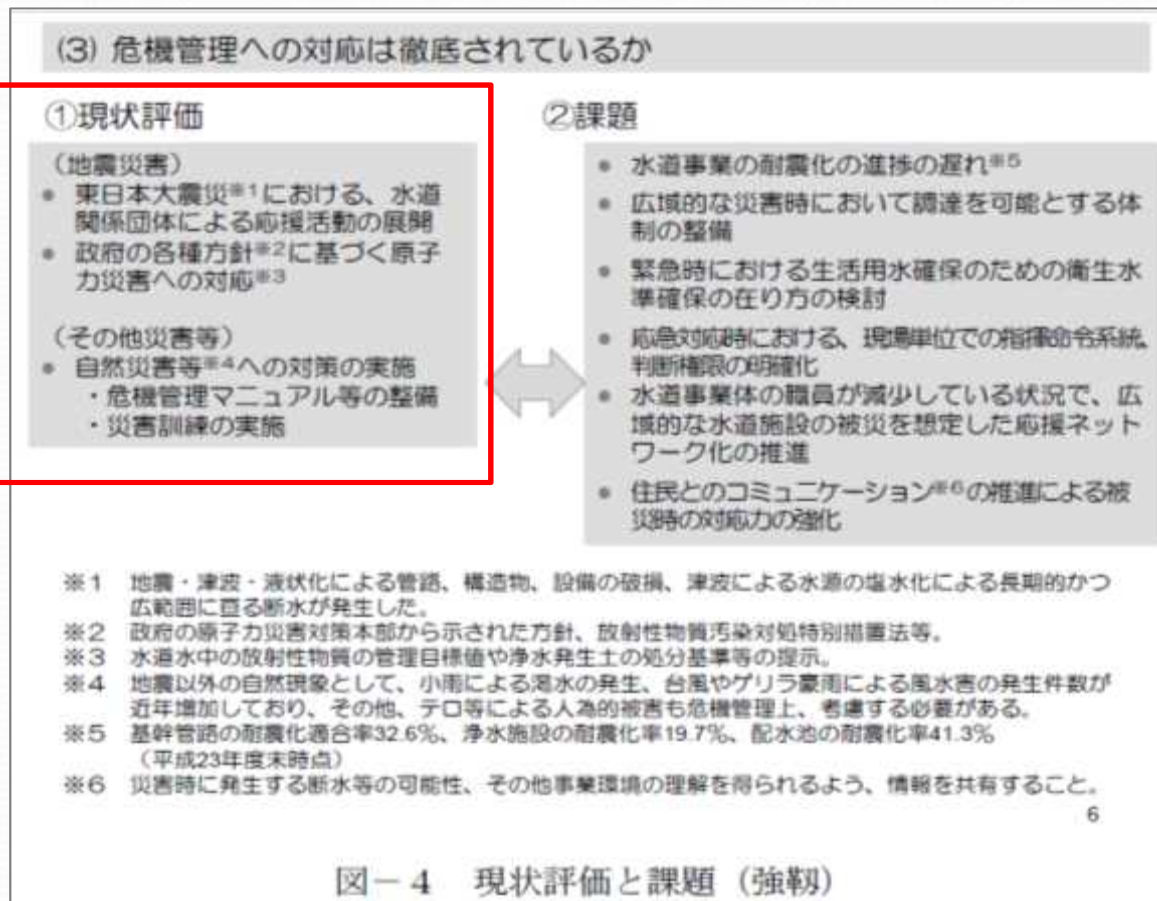 (3) 危機管理への対応は徹底されているか
①現状評価
（地震災害）
● 東日本大震災※1における、水道
関係団体による応援活動の展開
● 政府の各種方針※2に基づく原子
力災害への対応※3
（その他災害等）
● 自然災害等※4への対策の実施
・危機管理マニュアル等の整備
・災害訓練の実施
②課題
● 水道事業の耐震化の進捗の遅れ※5
● 広域的な災害時において調達を可能とする体
制の整備
● 緊急時における生活用水確保のための衛生水
準確保の在り方の検討
● 応急対応時における、現場単位での指揮命令系統、
判断権限の明確化
● 水道事業体の職員が減少している状況で、広
域的な水道施設の被災を想定した応援ネット
ワーク化の推進
● 住民とのコミュニケーション※6の推進による被
災時の対応力の強化
※1 地震・津波・液状化による管路、構造物、設備の破損、津波による水源の塩水化による長期的かつ
広範囲に亘る断水が発生した。
※2 政府の原子力災害対策本部から示された方針、放射性物質汚染対処特別措置法等。
※3 水道水中の放射性物質の管理目標値や浄水発生土の処分基準等の提示。
※4 地震以外の自然現象として、小雨による渇水の発生、台風やゲリラ豪雨による風水害の発生件数が
近年増加しており、その他、テロ等による人為的被害も危機管理上、考慮する必要がある。
※5 基幹管路の耐震化適合率32.6％、浄水施設の耐震化率19.7％、配水池の耐震化率41.3％
（平成23年度末時点）
※6 災害時に発生する断水等の可能性、その他事業環境の理解を得られるよう、情報を共有すること。
6
図－4 現状評価と課題（強靱）